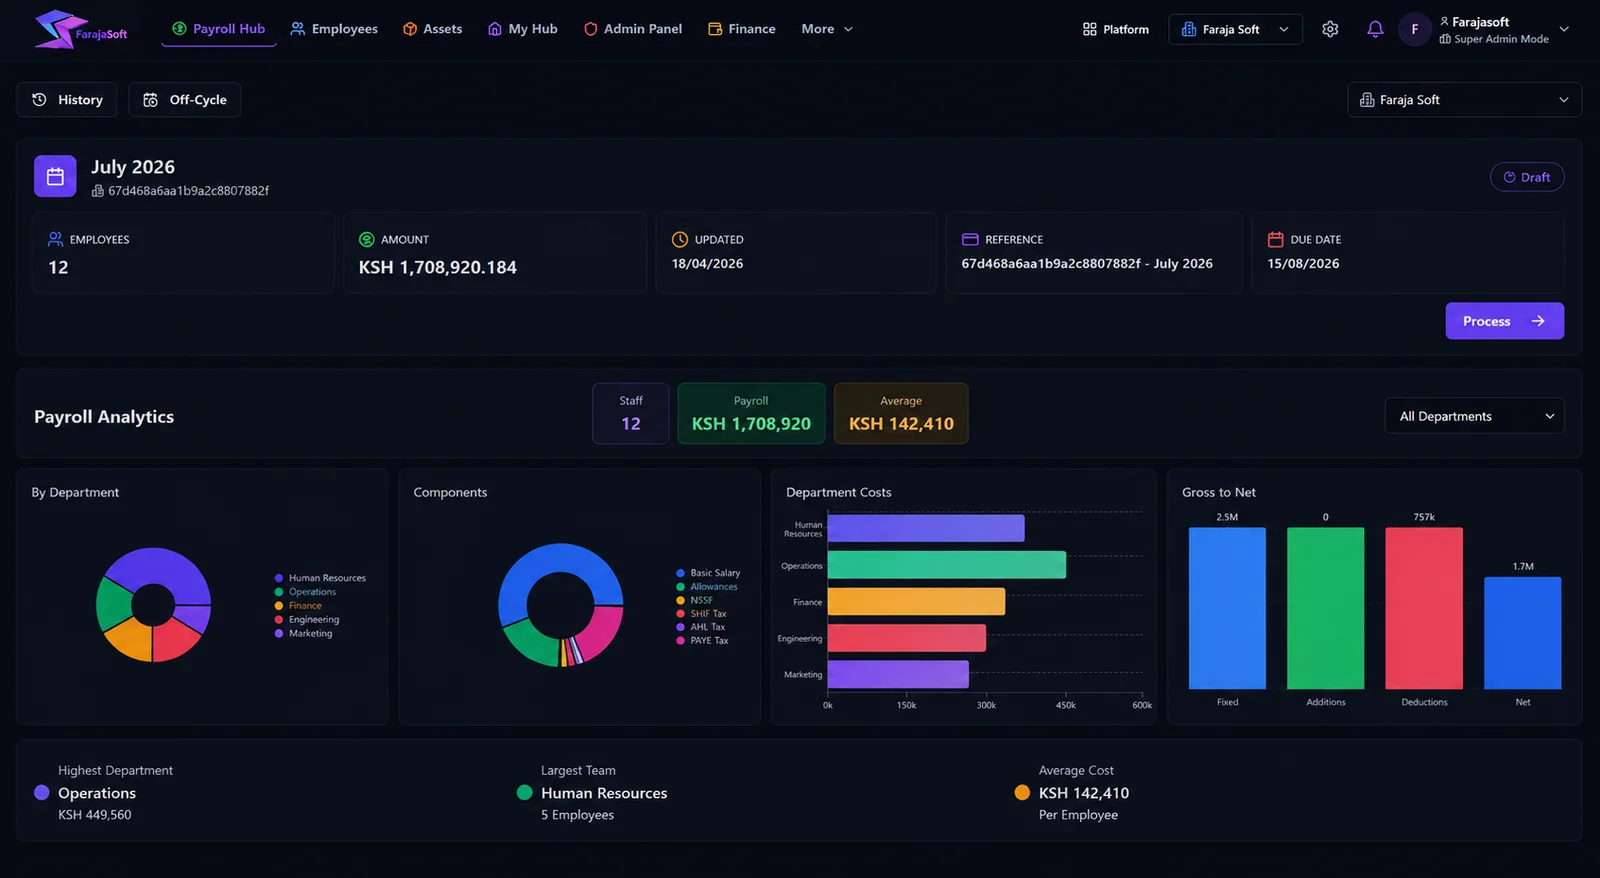 FarajaSoft
Payroll Hub
Employees
Assets
My Hub
Admin Panel
Finance
More
Platform
Faraja Soft
F
Farajasoft
Super Admin Mode
History
Off-Cycle
Faraja Soft
July 2026
67d468a6aa1b9a2c8807882f
Draft
EMPLOYEES
12
AMOUNT
KSH 1,708,920.184
UPDATED
18/04/2026
REFERENCE
67d468a6aa1b9a2c8807882f - July 2026
DUE DATE
15/08/2026
Process
Payroll Analytics
Staff
12
Payroll
KSH 1,708,920
Average
KSH 142,410
All Departments
By Department
Human Resources
Operations
Finance
Engineering
Marketing
Components
Basic Salary
Allowances
NSSF
SHIF Tax
AHL Tax
PAYE Tax
Department Costs
Human
Resources
Operations
Finance
Engineering
Marketing
0k
150k
300k
450k
600k
Gross to Net
2.5M
0
757k
1.7M
Fixed
Additions
Deductions
Net
Highest Department
Operations
KSH 449,560
Largest Team
Human Resources
5 Employees
Average Cost
KSH 142,410
Per Employee